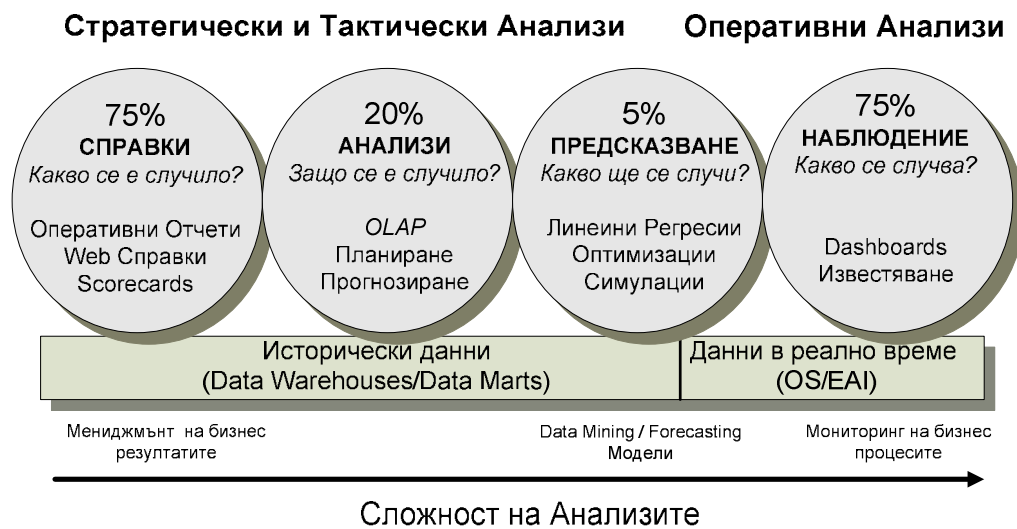 Стратегически и Тактически Анализи
Оперативни Анализи
75%
СПРАВКИ
Какво се е случило?
Оперативни Отчети
Web Справки
Scorecards
20%
АНАЛИЗИ
Защо се е случило?
OLAP
Планиране
Прогнозиране
5%
ПРЕДСКАЗВАНЕ
Какво ще се случи?
Линеини Регресии
Оптимизации
Симулации
75%
НАБЛЮДЕНИЕ
Какво се случва?
Dashboards
Известяване
Исторически данни
(Data Warehouses/Data Marts)
Данни в реално време
(OS/EAI)
Мениджмънт на бизнес
резултатите
Data Mining / Forecasting
Модели
Мониторинг на бизнес
процесите
Сложност на Анализите